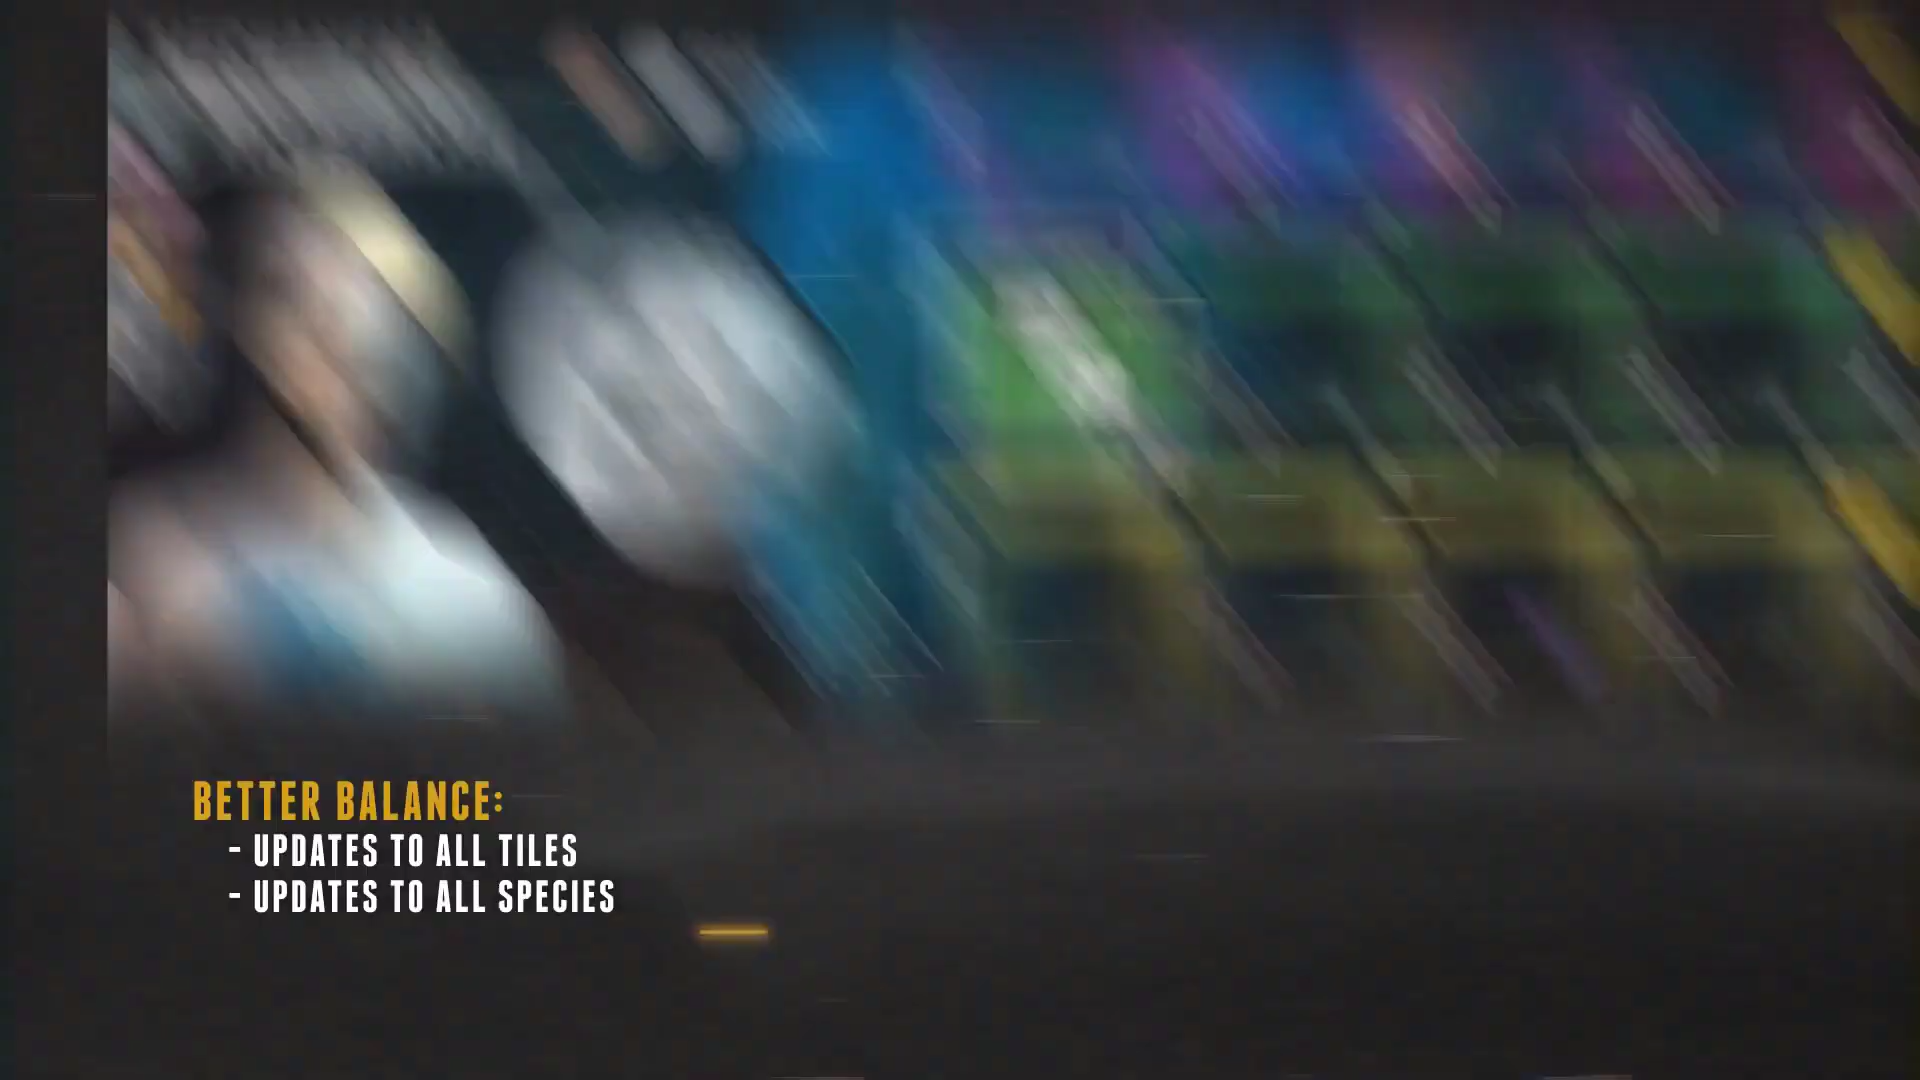 BETTER BALANCE:
- UPDATES TO ALL TILES
- UPDATES TO ALL SPECIES